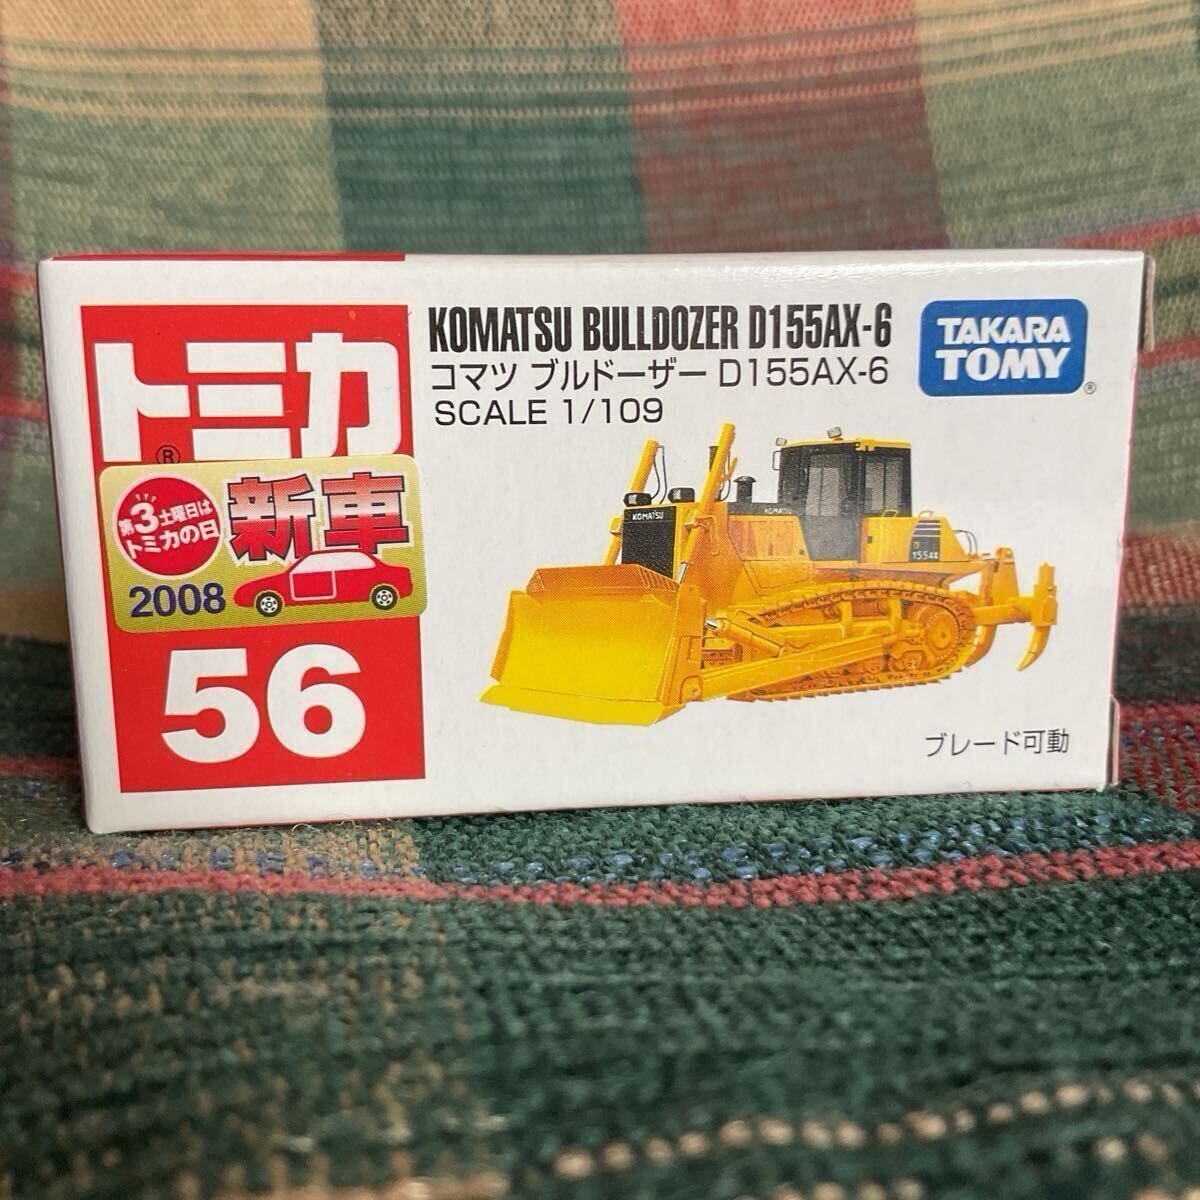 トミカ
®
第3土曜日は
トミカの日
新車
2008
56
KOMATSU BULLDOZER D155AX-6
コマツ ブルドーザー D155AX-6
SCALE 1/109
TAKARA
TOMY
®
KOMATSU
KOMATSU
D
155AX
ブレード可動